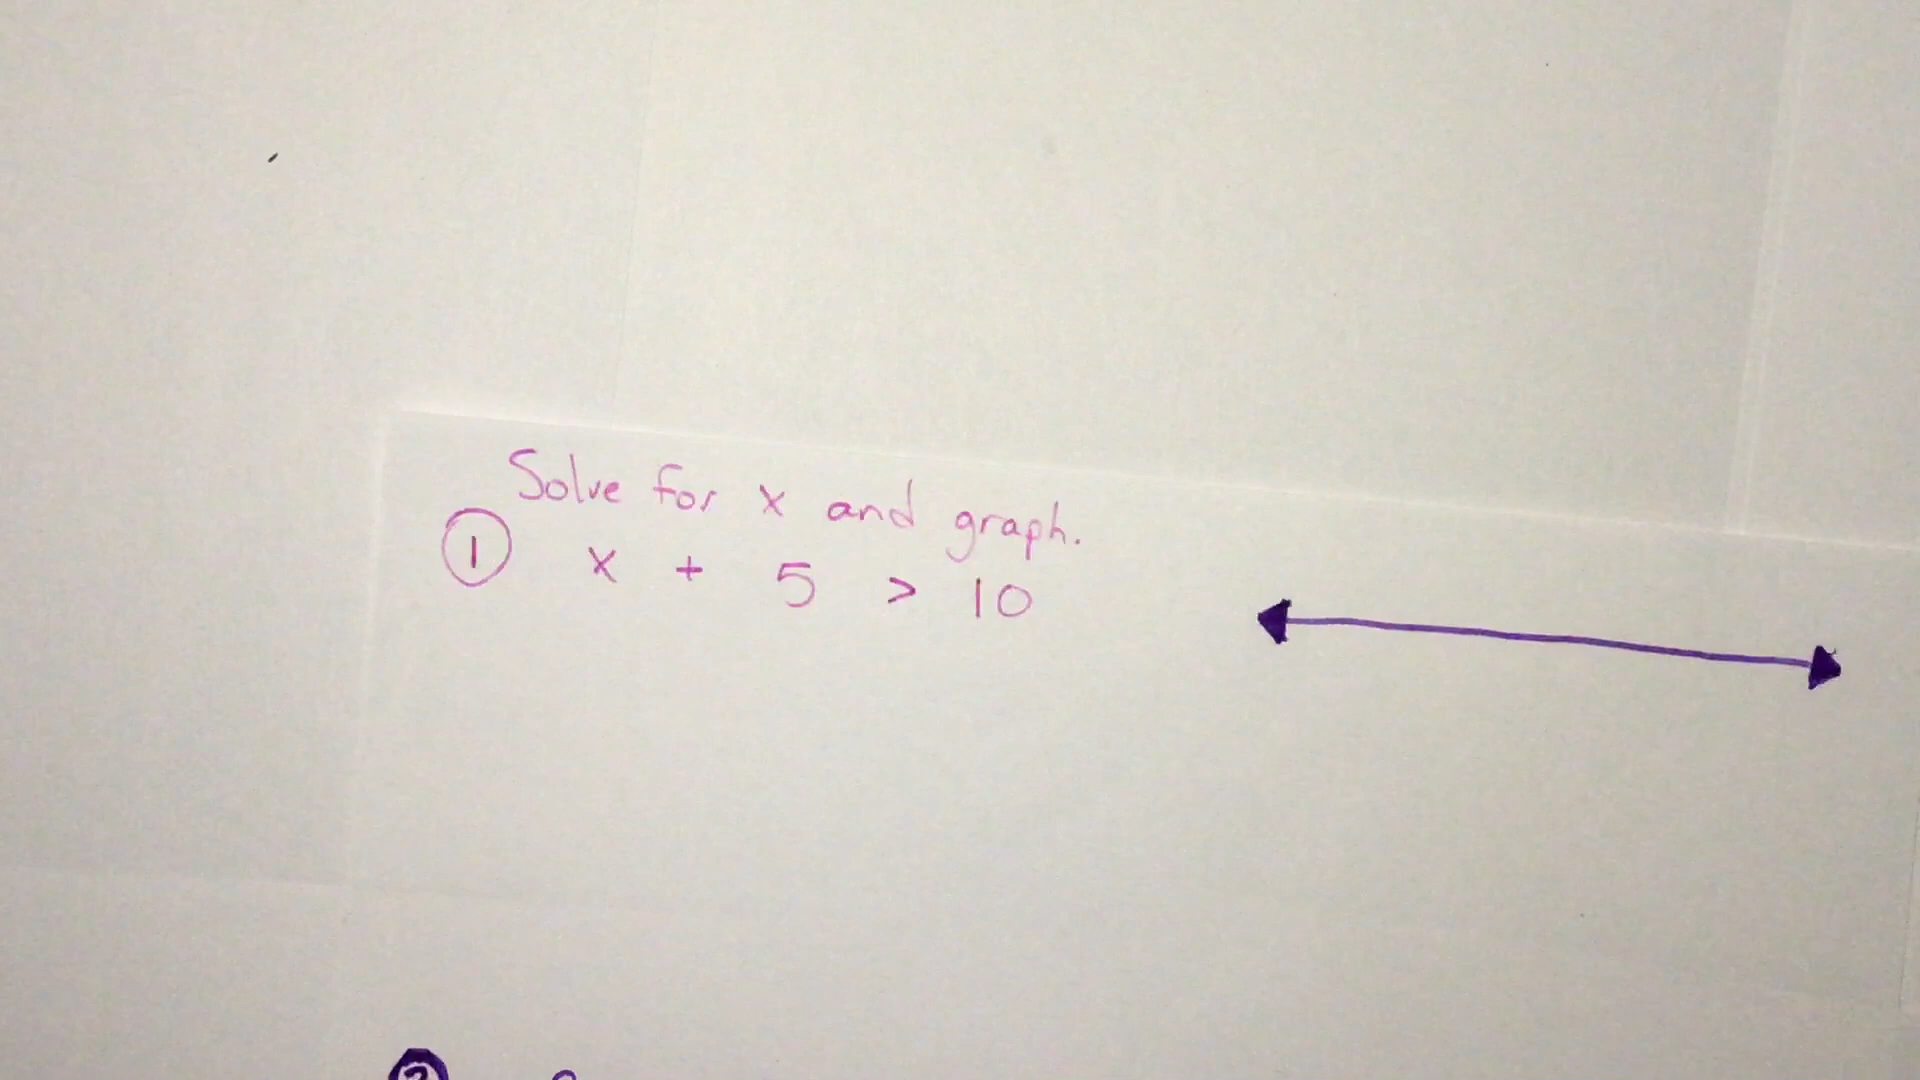 Solve for x and graph.
① x + 5 > 10